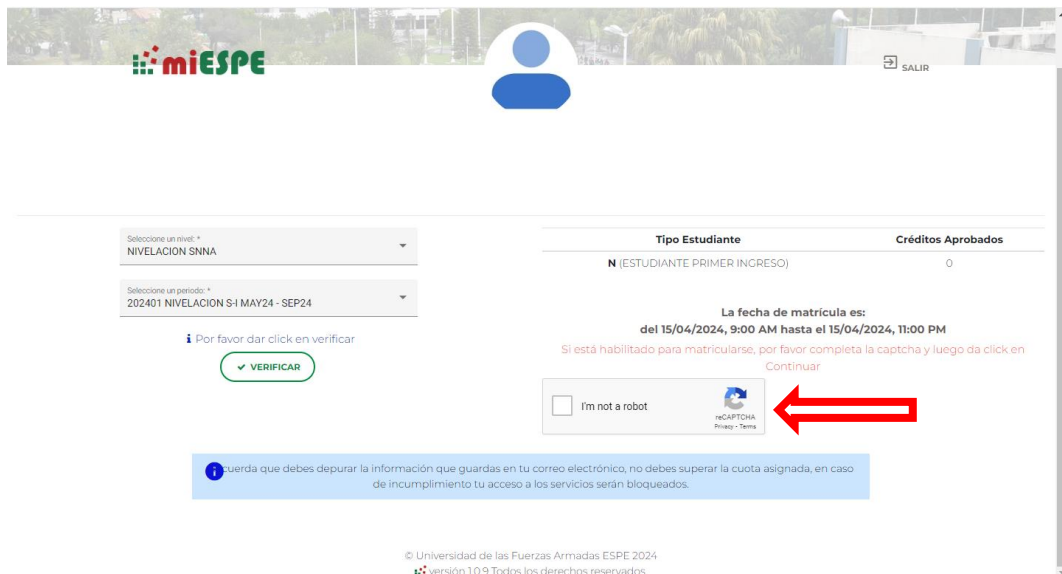 miESPE
SALIR
Seleccione un nivel: *
NIVELACION SNNA
Seleccione un periodo: *
202401 NIVELACION S-I MAY24 - SEP24
i Por favor dar click en verificar
VERIFICAR
Tipo Estudiante Créditos Aprobados
N (ESTUDIANTE PRIMER INGRESO) 0
La fecha de matrícula es:
del 15/04/2024, 9:00 AM hasta el 15/04/2024, 11:00 PM
Si está habilitado para matricularse, por favor completa la captcha y luego da click en
Continuar
I'm not a robot
reCAPTCHA
Privacy - Terms
i cuerda que debes depurar la información que guardas en tu correo electrónico, no debes superar la cuota asignada, en caso
de incumplimiento tu acceso a los servicios serán bloqueados.
© Universidad de las Fuerzas Armadas ESPE 2024
versión 1.0.9 Todos los derechos reservados